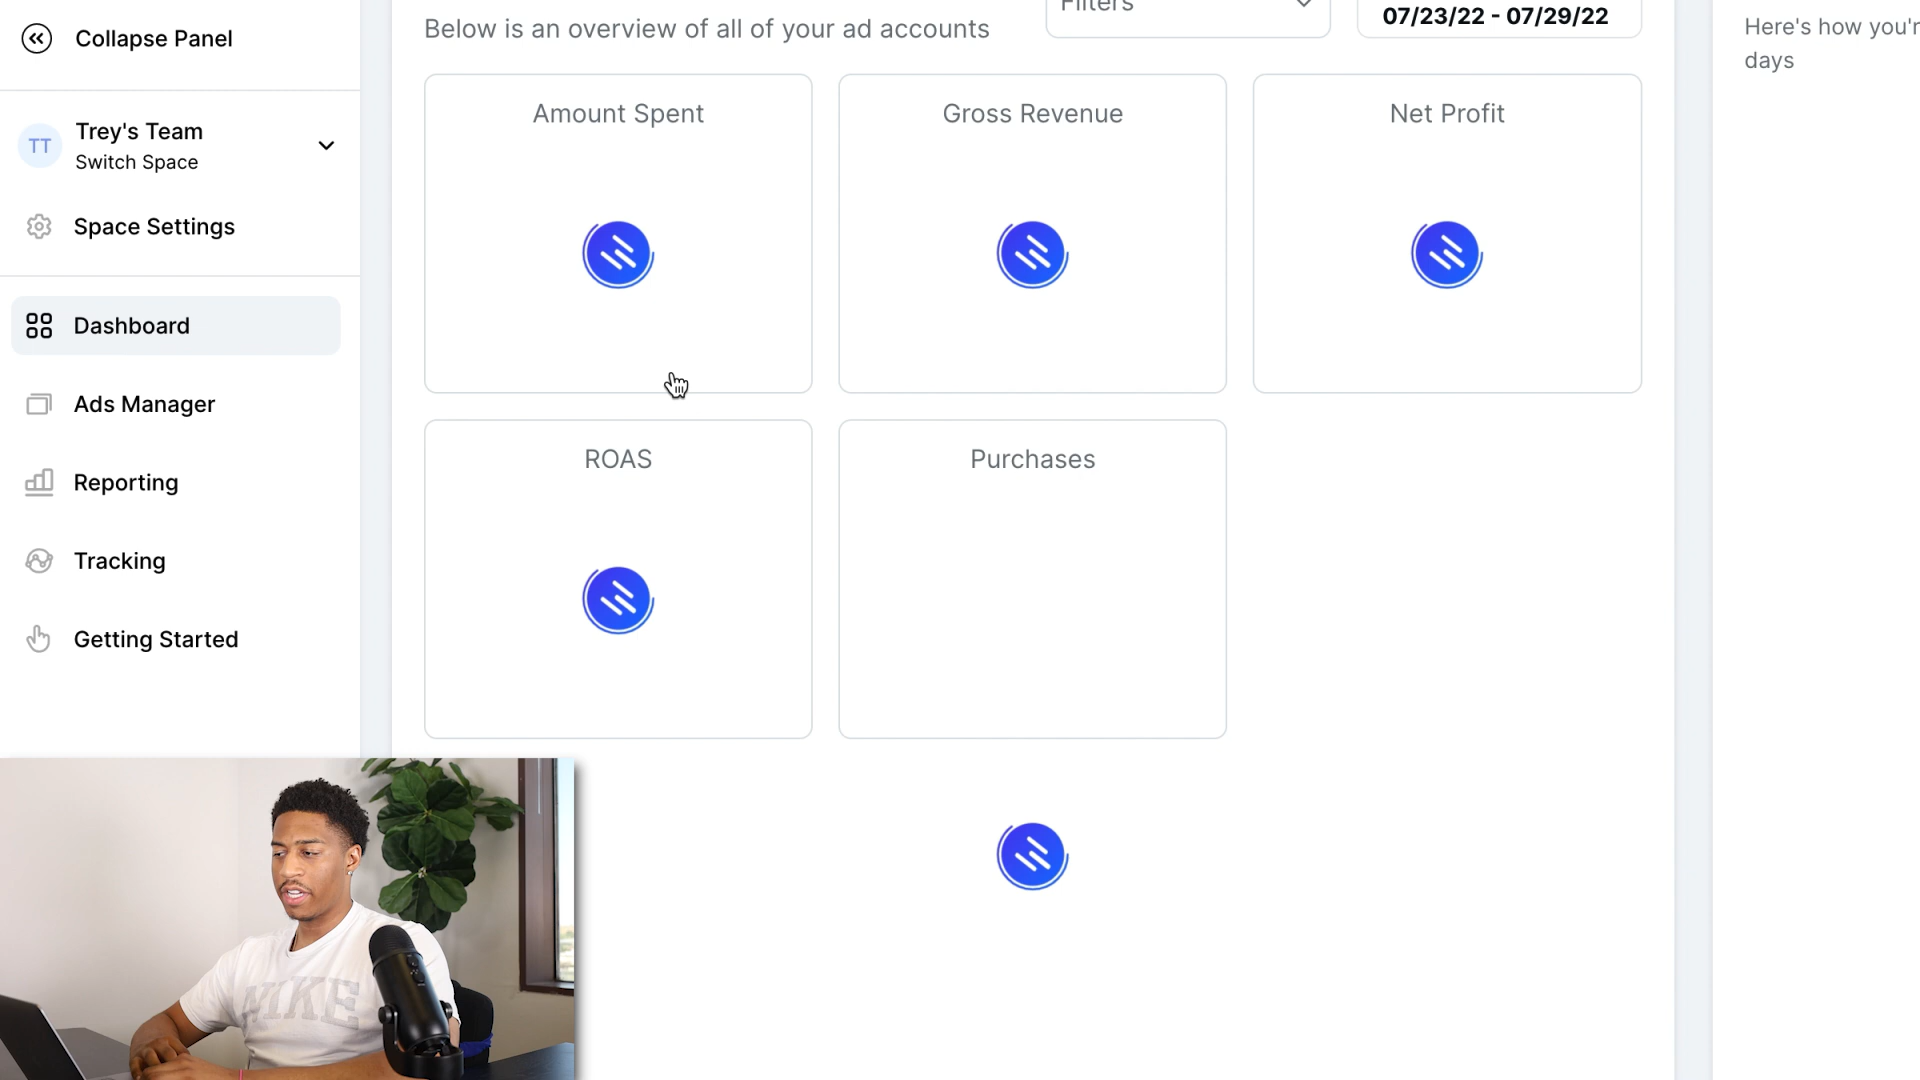 Collapse Panel
Trey's Team
Switch Space
Space Settings
Dashboard
Ads Manager
Reporting
Tracking
Getting Started
Below is an overview of all of your ad accounts
Filters
07/23/22 - 07/29/22
Amount Spent
Gross Revenue
Net Profit
ROAS
Purchases
Here's how you'r
days
NIKE